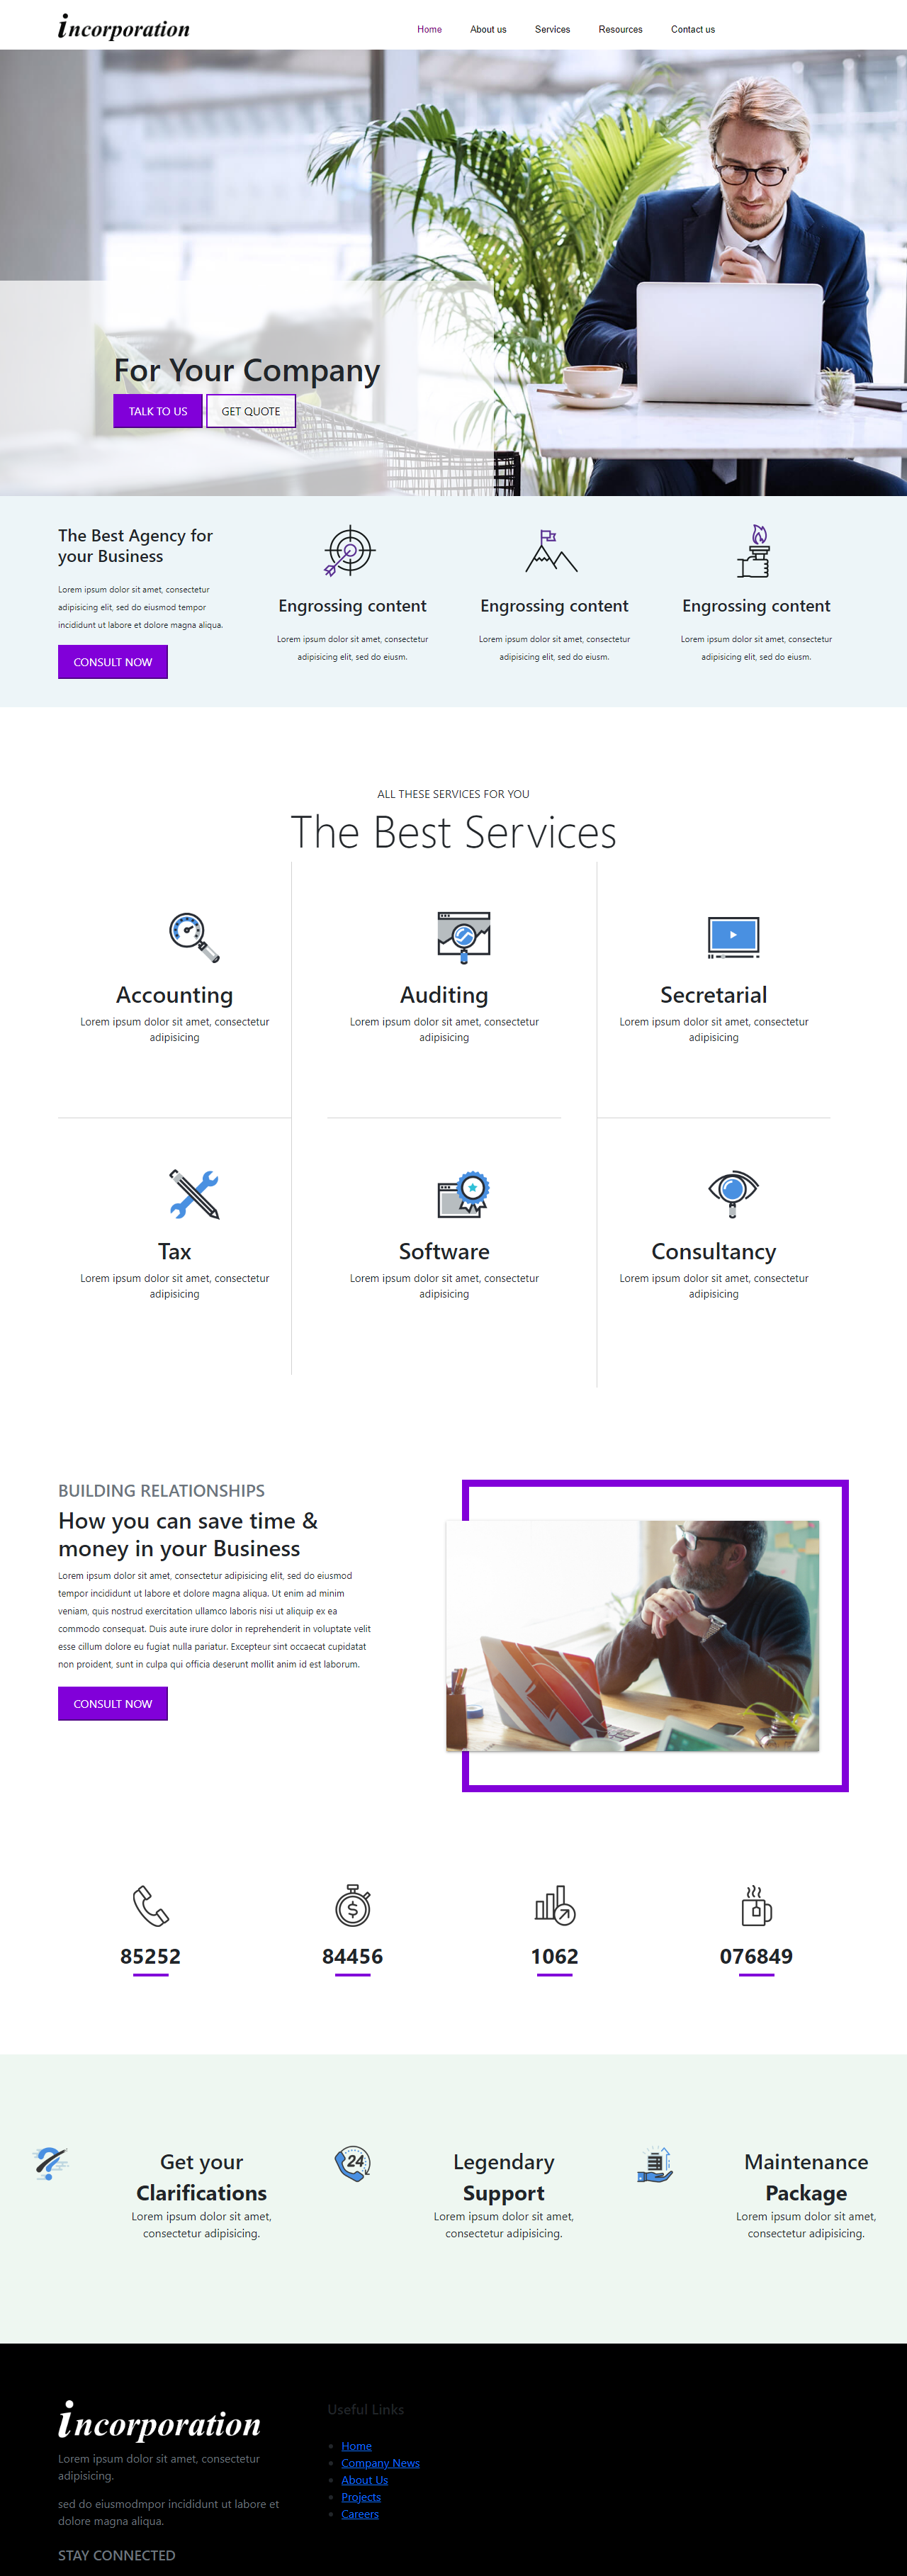 incorporation
Home About us Services Resources Contact us
For Your Company
TALK TO US GET QUOTE
The Best Agency for
your Business
Lorem ipsum dolor sit amet, consectetur
adipisicing elit, sed do eiusmod tempor
incididunt ut labore et dolore magna aliqua.
CONSULT NOW
Engrossing content
Lorem ipsum dolor sit amet, consectetur
adipisicing elit, sed do eiusm.
Engrossing content
Lorem ipsum dolor sit amet, consectetur
adipisicing elit, sed do eiusm.
Engrossing content
Lorem ipsum dolor sit amet, consectetur
adipisicing elit, sed do eiusm.
ALL THESE SERVICES FOR YOU
The Best Services
Accounting
Lorem ipsum dolor sit amet, consectetur
adipisicing
Auditing
Lorem ipsum dolor sit amet, consectetur
adipisicing
Secretarial
Lorem ipsum dolor sit amet, consectetur
adipisicing
Tax
Lorem ipsum dolor sit amet, consectetur
adipisicing
Software
Lorem ipsum dolor sit amet, consectetur
adipisicing
Consultancy
Lorem ipsum dolor sit amet, consectetur
adipisicing
BUILDING RELATIONSHIPS
How you can save time &
money in your Business
Lorem ipsum dolor sit amet, consectetur adipisicing elit, sed do eiusmod
tempor incididunt ut labore et dolore magna aliqua. Ut enim ad minim
veniam, quis nostrud exercitation ullamco laboris nisi ut aliquip ex ea
commodo consequat. Duis aute irure dolor in reprehenderit in voluptate velit
esse cillum dolore eu fugiat nulla pariatur. Excepteur sint occaecat cupidatat
non proident, sunt in culpa qui officia deserunt mollit anim id est laborum.
CONSULT NOW
85252
84456
1062
076849
Get your
Clarifications
Lorem ipsum dolor sit amet,
consectetur adipisicing.
24
Legendary
Support
Lorem ipsum dolor sit amet,
consectetur adipisicing.
Maintenance
Package
Lorem ipsum dolor sit amet,
consectetur adipisicing.
incorporation
Lorem ipsum dolor sit amet, consectetur
adipisicing.
sed do eiusmodmpor incididunt ut labore et
dolore magna aliqua.
STAY CONNECTED
Useful Links
Home
Company News
About Us
Projects
Careers